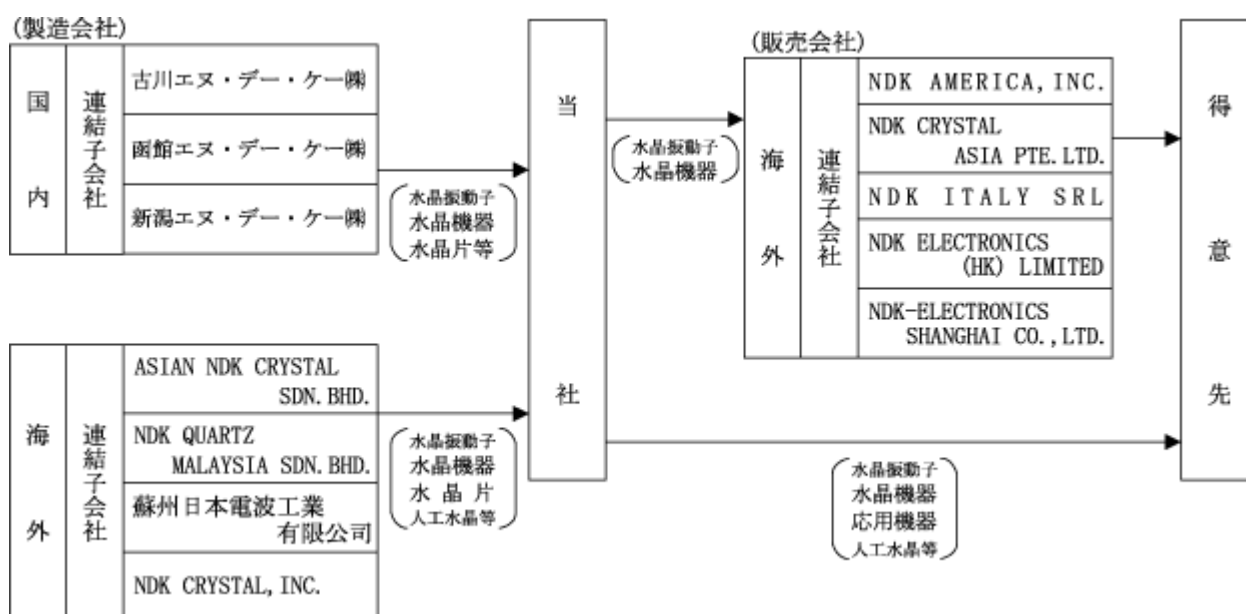 (製造会社)
国内
連結子会社
古川エヌ・デー・ケー㈱
函館エヌ・デー・ケー㈱
新潟エヌ・デー・ケー㈱
水晶振動子
水晶機器
水晶片等
海外
連結子会社
ASIAN NDK CRYSTAL
SDN.BHD.
NDK QUARTZ
MALAYSIA SDN.BHD.
蘇州日本電波工業
有限公司
NDK CRYSTAL,INC.
水晶振動子
水晶機器
水晶片
人工水晶等
当社
水晶振動子
水晶機器
(販売会社)
海外
連結子会社
NDK AMERICA,INC.
NDK CRYSTAL
ASIA PTE.LTD.
NDK ITALY SRL
NDK ELECTRONICS
(HK) LIMITED
NDK-ELECTRONICS
SHANGHAI CO.,LTD.
水晶振動子
水晶機器
応用機器
人工水晶等
得意先